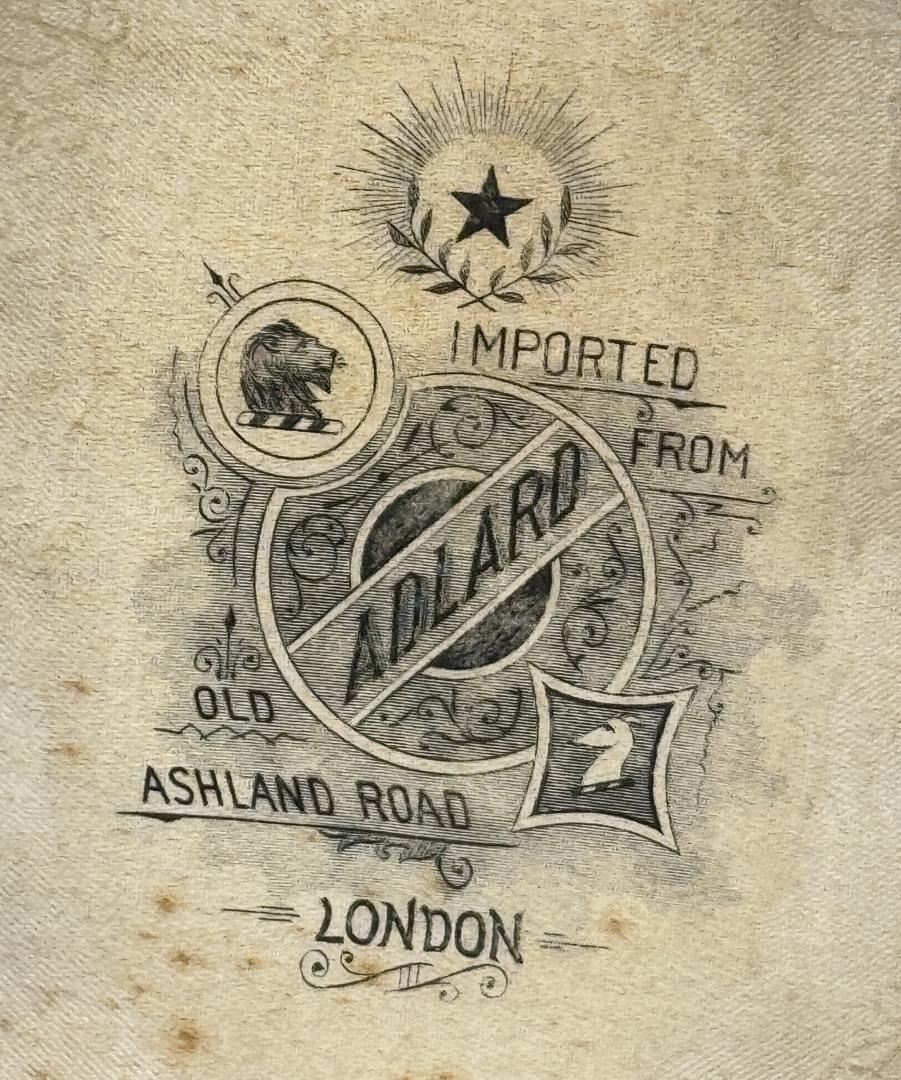 IMPORTED
FROM
ADLARD
OLD
ASHLAND ROAD
LONDON